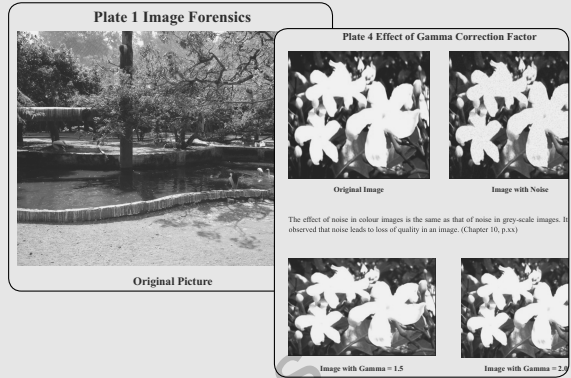 Plate 1 Image Forensics
Original Picture
Plate 4 Effect of Gamma Correction Factor
Original Image
Image with Noise
The effect of noise in colour images is the same as that of noise in grey-scale images. It
observed that noise leads to loss of quality in an image. (Chapter 10, p.xx)
Image with Gamma = 1.5
Image with Gamma = 2.0